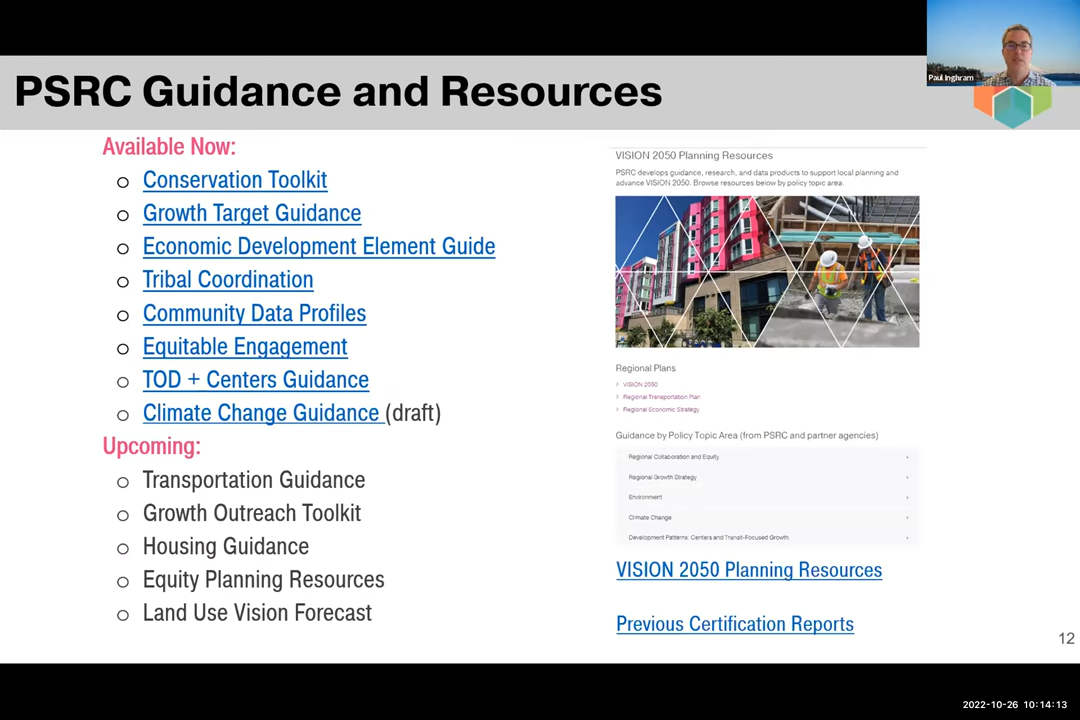 PSRC Guidance and Resources
Paul Inghram
Available Now:
Conservation Toolkit
Growth Target Guidance
Economic Development Element Guide
Tribal Coordination
Community Data Profiles
Equitable Engagement
TOD + Centers Guidance
Climate Change Guidance (draft)
Upcoming:
Transportation Guidance
Growth Outreach Toolkit
Housing Guidance
Equity Planning Resources
Land Use Vision Forecast
VISION 2050 Planning Resources
PSRC develops guidance, research, and data products to support local planning and
advance VISION 2050. Browse resources below by policy topic area.
Regional Plans
VISION 2050
Regional Transportation Plan
Regional Economic Strategy
Guidance by Policy Topic Area (from PSRC and partner agencies)
Regional Collaboration and Equity
Regional Growth Strategy
Environment
Climate Change
Development Patterns: Centers and Transit-Focused Growth
VISION 2050 Planning Resources
Previous Certification Reports
12
2022-10-26 10:14:13